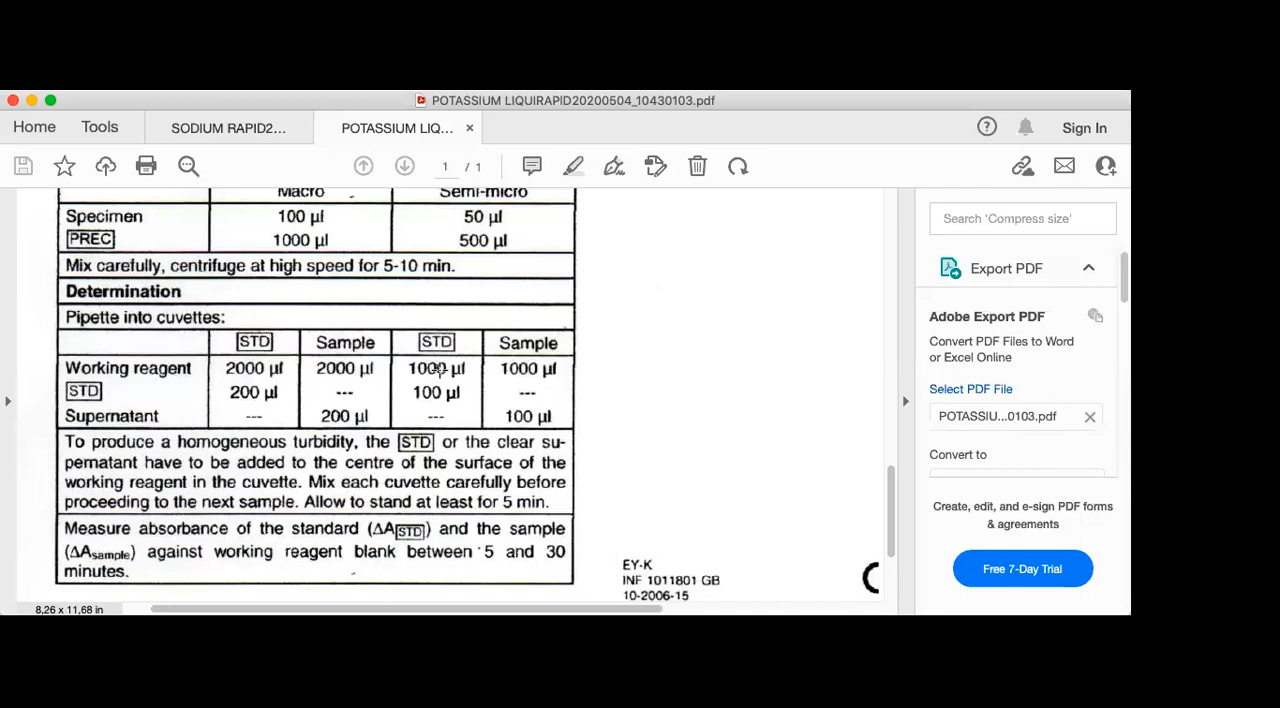 POTASSIUM LIQUIRAPID20200504_10430103.pdf
Home Tools SODIUM RAPID2... POTASSIUM LIQ... × ? Sign In
1 / 1
Macro Semi-micro
Specimen 100 µl 50 µl
PREC 1000 µl 500 µl
Mix carefully, centrifuge at high speed for 5-10 min.
Determination
Pipette into cuvettes:
STD Sample STD Sample
Working reagent 2000 µl 2000 µl 1000 µl 1000 µl
STD 200 µl --- 100 µl ---
Supernatant --- 200 µl --- 100 µl
To produce a homogeneous turbidity, the STD or the clear su-
pernatant have to be added to the centre of the surface of the
working reagent in the cuvette. Mix each cuvette carefully before
proceeding to the next sample. Allow to stand at least for 5 min.
Measure absorbance of the standard (ΔASTD) and the sample
(ΔAsample) against working reagent blank between 5 and 30
minutes.
EY-K
INF 1011801 GB
10-2006-15
8,26 x 11,68 in
Search 'Compress size'
Export PDF
Adobe Export PDF
Convert PDF Files to Word
or Excel Online
Select PDF File
POTASSIU...0103.pdf
Convert to
Create, edit, and e-sign PDF forms
& agreements
Free 7-Day Trial